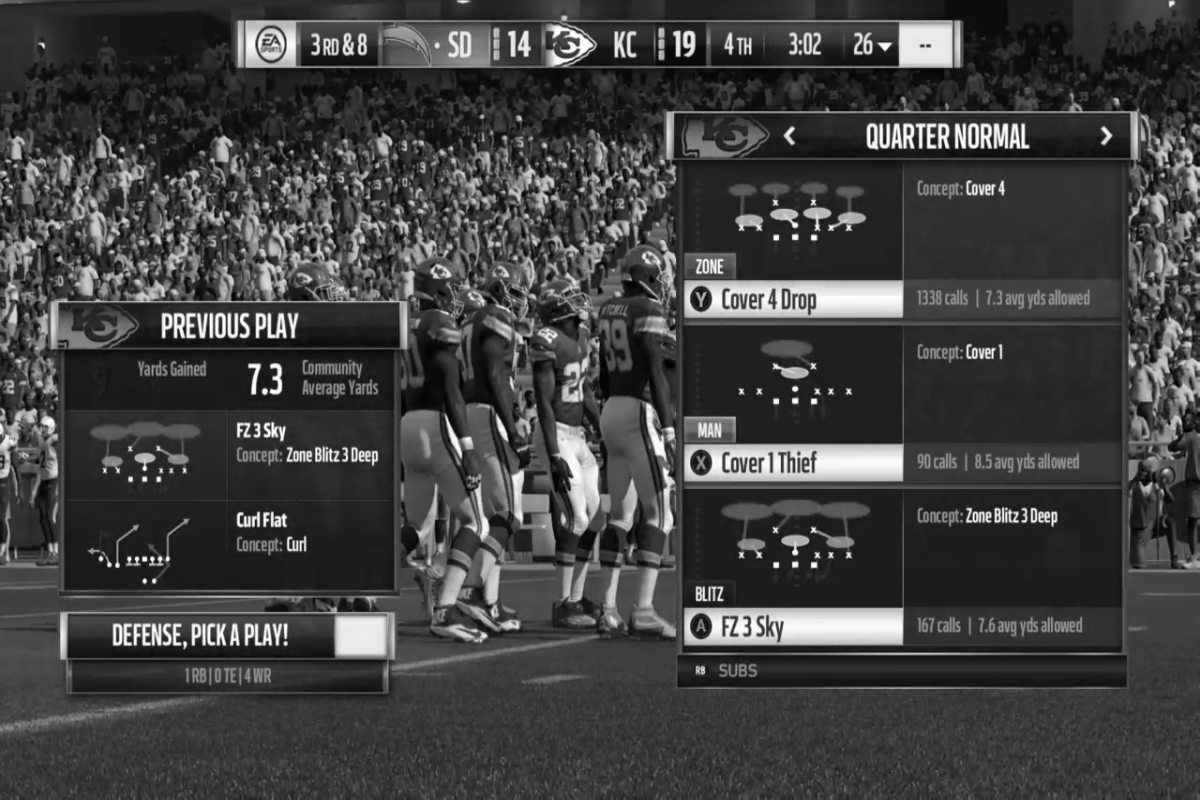 EA SPORTS 3RD & 8 · SD 14 KC 19 4TH 3:02 26 --
KC QUARTER NORMAL
Concept: Cover 4
ZONE
Y Cover 4 Drop 1338 calls | 7.3 avg yds allowed
Concept: Cover 1
MAN
X Cover 1 Thief 90 calls | 8.5 avg yds allowed
Concept: Zone Blitz 3 Deep
BLITZ
A FZ 3 Sky 167 calls | 7.6 avg yds allowed
RB SUBS
KC PREVIOUS PLAY
Yards Gained 7.3 Community
Average Yards
FZ 3 Sky
Concept: Zone Blitz 3 Deep
Curl Flat
Concept: Curl
DEFENSE, PICK A PLAY!
1 RB | 0 TE | 4 WR
22
39